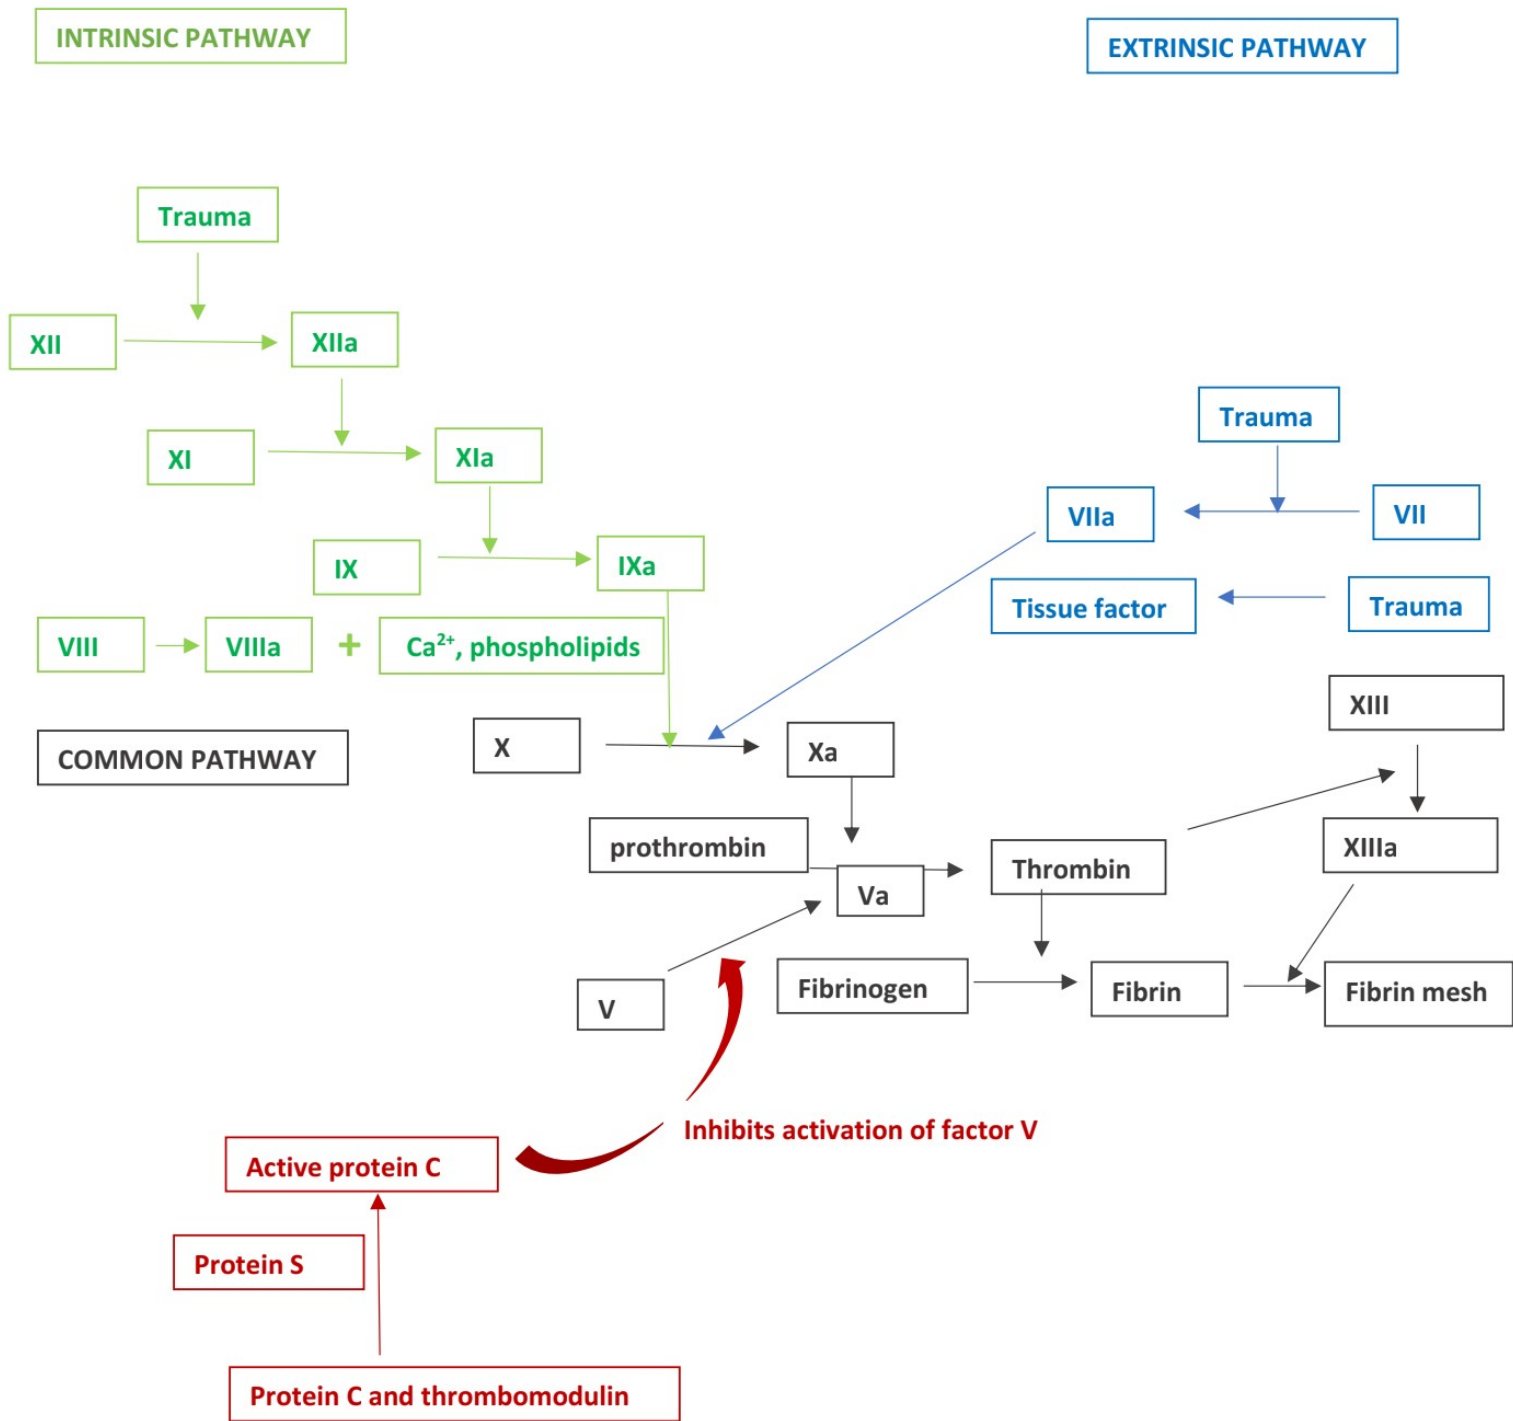 INTRINSIC PATHWAY
EXTRINSIC PATHWAY
Trauma
XII
XIIa
Trauma
XI
XIa
VIIa
VII
IX
IXa
Tissue factor
Trauma
VIII
VIIIa
+
Ca²⁺, phospholipids
XIII
COMMON PATHWAY
X
Xa
prothrombin
Thrombin
XIIIa
Va
V
Fibrinogen
Fibrin
Fibrin mesh
Inhibits activation of factor V
Active protein C
Protein S
Protein C and thrombomodulin